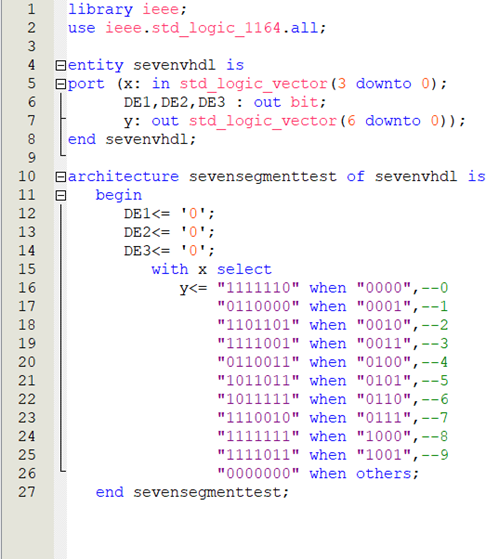 1 library ieee;
2 use ieee.std_logic_1164.all;
3
4 entity sevenvhdl is
5 port (x: in std_logic_vector(3 downto 0);
6 DE1,DE2,DE3 : out bit;
7 y: out std_logic_vector(6 downto 0));
8 end sevenvhdl;
9
10 architecture sevensegmenttest of sevenvhdl is
11 begin
12 DE1<= '0';
13 DE2<= '0';
14 DE3<= '0';
15 with x select
16 y<= "1111110" when "0000",--0
17 "0110000" when "0001",--1
18 "1101101" when "0010",--2
19 "1111001" when "0011",--3
20 "0110011" when "0100",--4
21 "1011011" when "0101",--5
22 "1011111" when "0110",--6
23 "1110010" when "0111",--7
24 "1111111" when "1000",--8
25 "1111011" when "1001",--9
26 "0000000" when others;
27 end sevensegmenttest;